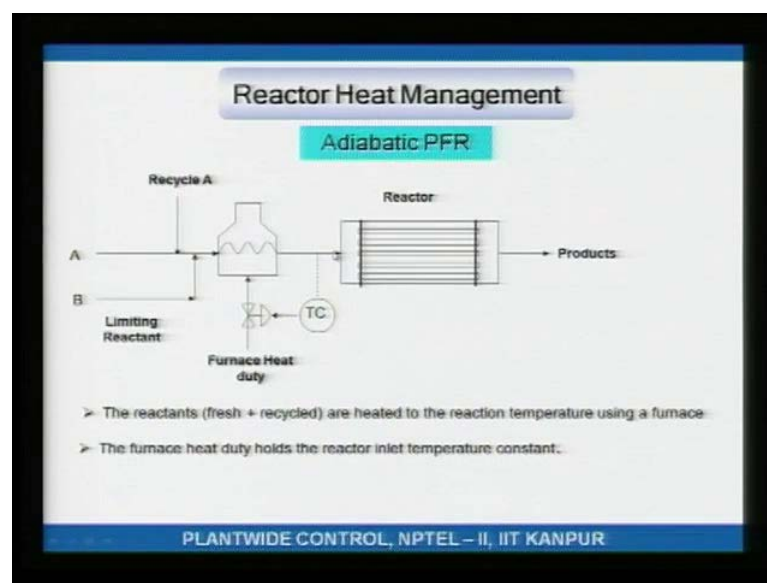 Reactor Heat Management
Adiabatic PFR
Recycle A
Reactor
A
Products
B
TC
Limiting
Reactant
Furnace Heat
duty
➢ The reactants (fresh + recycled) are heated to the reaction temperature using a furnace
➢ The furnace heat duty holds the reactor inlet temperature constant.
PLANTWIDE CONTROL, NPTEL – II, IIT KANPUR